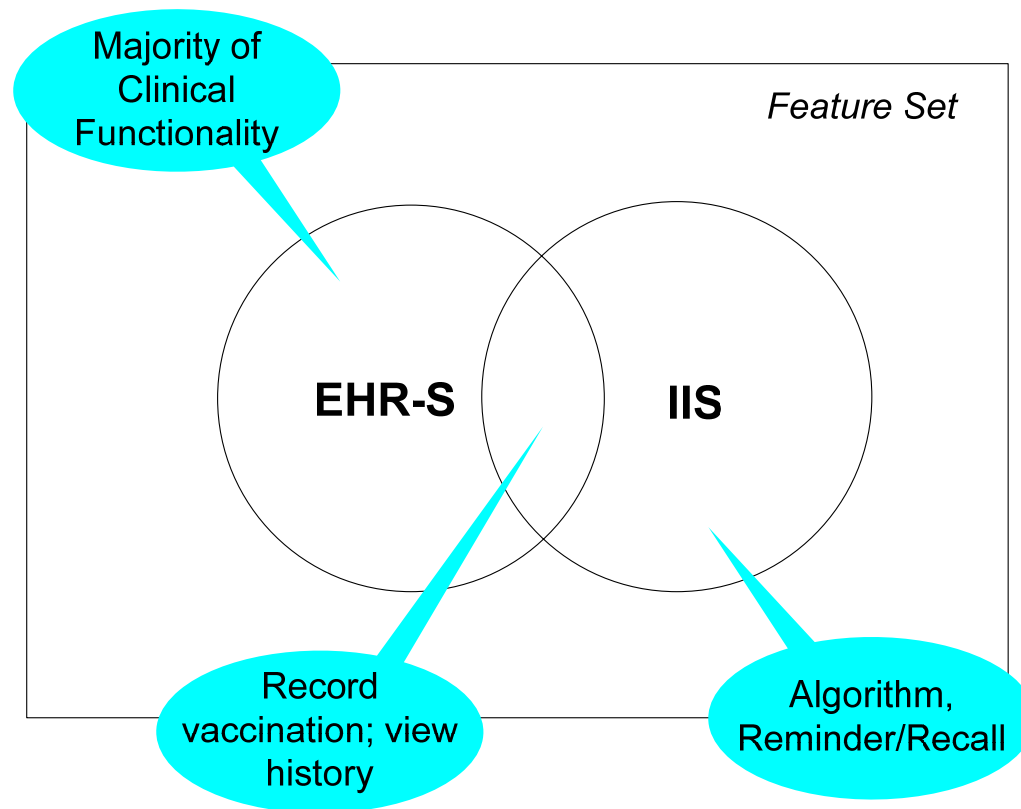 Majority of
Clinical
Functionality
Feature Set
EHR-S
IIS
Record
vaccination; view
history
Algorithm,
Reminder/Recall